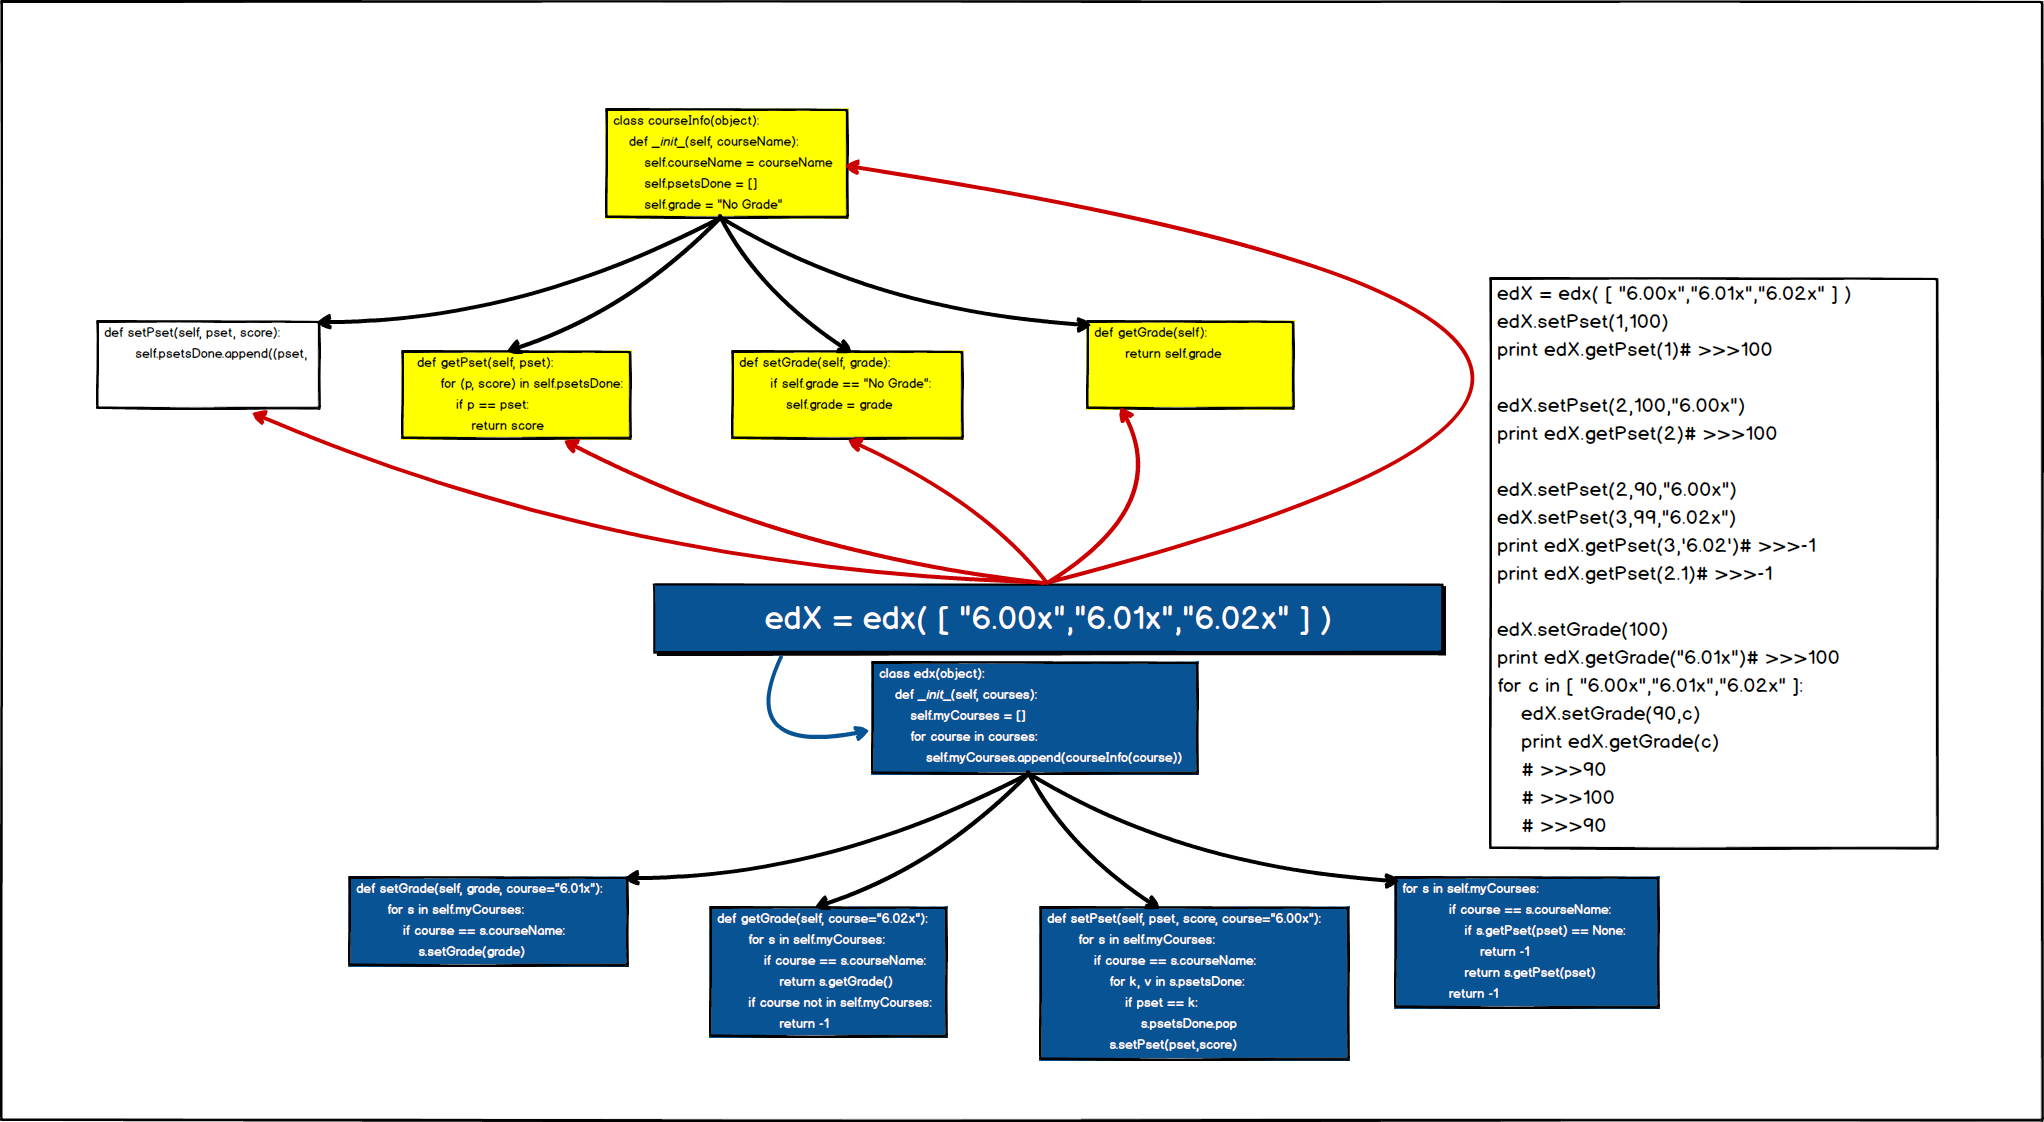 class courseInfo(object):
def _init_(self, courseName):
self.courseName = courseName
self.psetsDone = []
self.grade = "No Grade"
def setPset(self, pset, score):
self.psetsDone.append((pset,
def getPset(self, pset):
for (p, score) in self.psetsDone:
if p == pset:
return score
def setGrade(self, grade):
if self.grade == "No Grade":
self.grade = grade
def getGrade(self):
return self.grade
edX = edx( [ "6.00x","6.01x","6.02x" ] )
edX.setPset(1,100)
print edX.getPset(1)# >>>100
edX.setPset(2,100,"6.00x")
print edX.getPset(2)# >>>100
edX.setPset(2,90,"6.00x")
edX.setPset(3,99,"6.02x")
print edX.getPset(3,'6.02')# >>>-1
print edX.getPset(2.1)# >>>-1
edX.setGrade(100)
print edX.getGrade("6.01x")# >>>100
for c in [ "6.00x","6.01x","6.02x" ]:
edX.setGrade(90,c)
print edX.getGrade(c)
# >>>90
# >>>100
# >>>90
edX = edx( [ "6.00x","6.01x","6.02x" ] )
class edx(object):
def _init_(self, courses):
self.myCourses = []
for course in courses:
self.myCourses.append(courseInfo(course))
def setGrade(self, grade, course="6.01x"):
for s in self.myCourses:
if course == s.courseName:
s.setGrade(grade)
def getGrade(self, course="6.02x"):
for s in self.myCourses:
if course == s.courseName:
return s.getGrade()
if course not in self.myCourses:
return -1
def setPset(self, pset, score, course="6.00x"):
for s in self.myCourses:
if course == s.courseName:
for k, v in s.psetsDone:
if pset == k:
s.psetsDone.pop
s.setPset(pset,score)
for s in self.myCourses:
if course == s.courseName:
if s.getPset(pset) == None:
return -1
return s.getPset(pset)
return -1